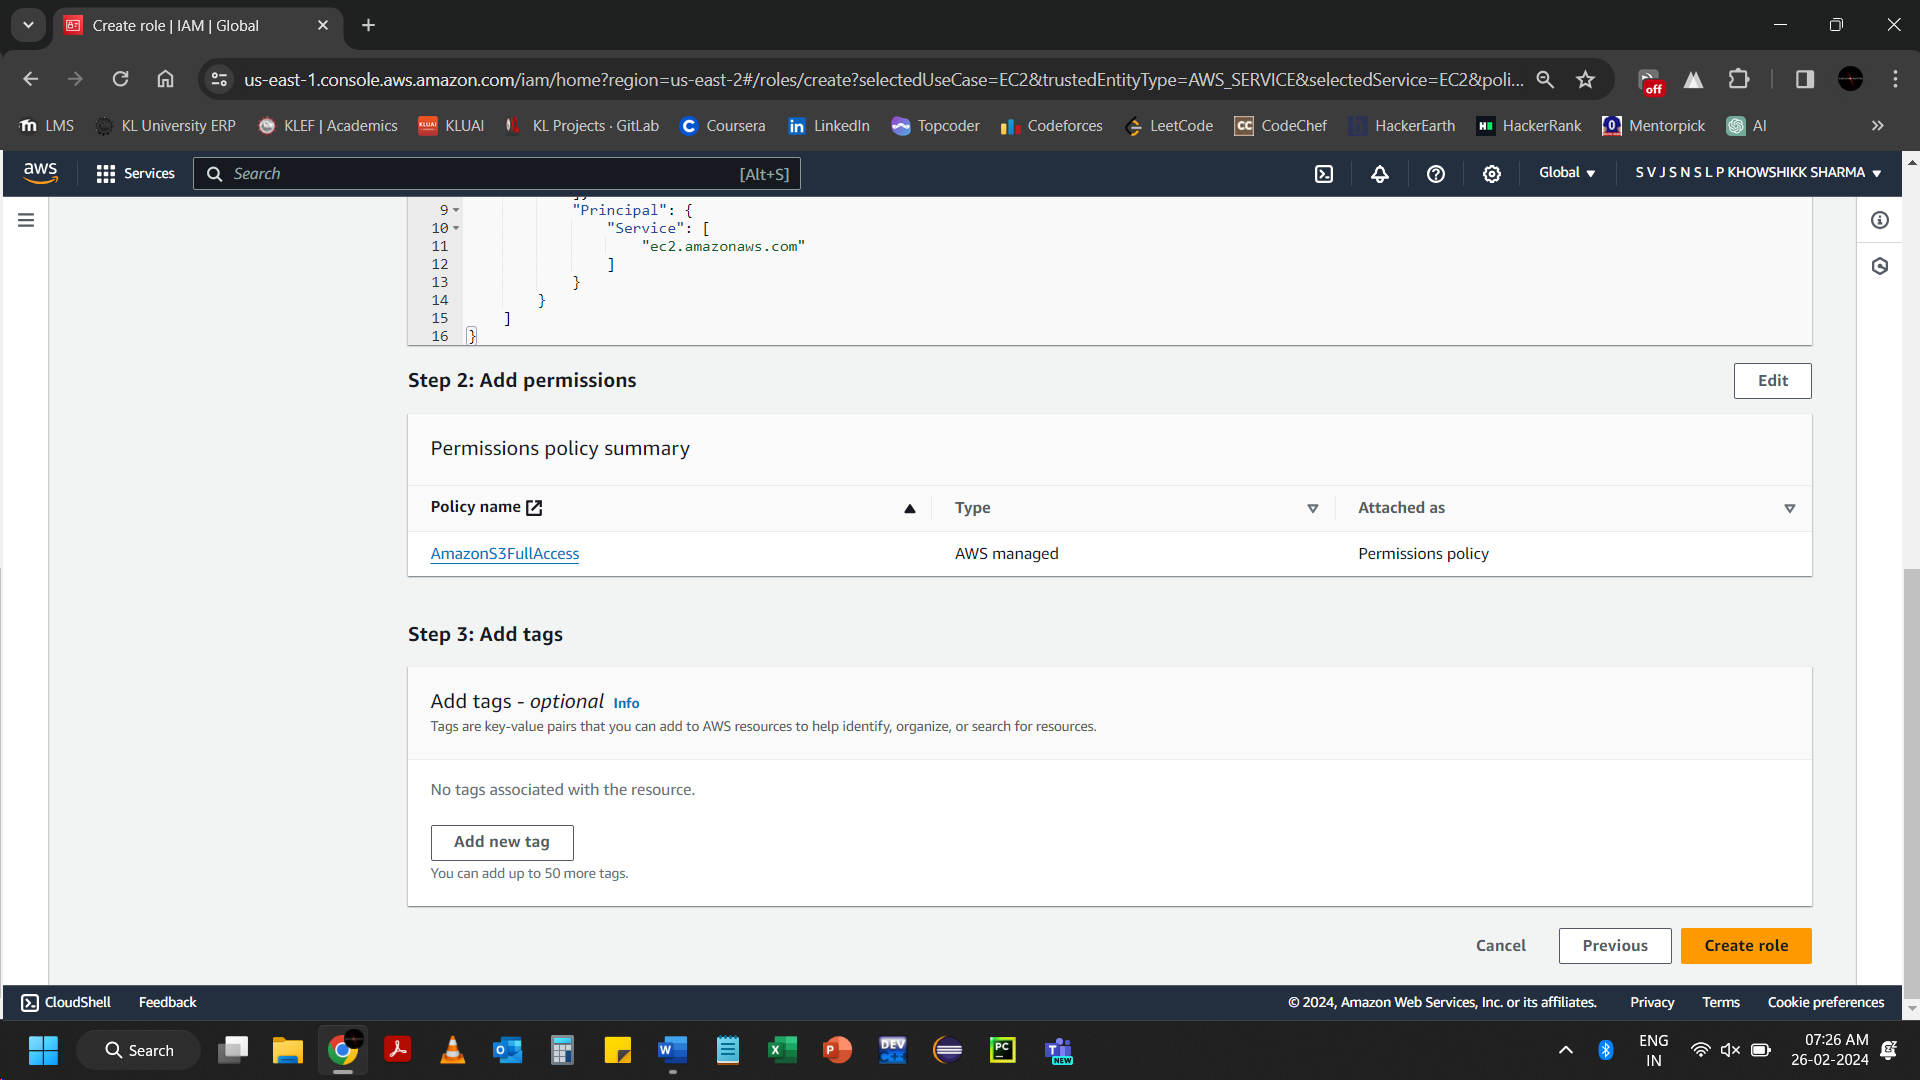 Create role | IAM | Global
us-east-1.console.aws.amazon.com/iam/home?region=us-east-2#/roles/create?selectedUseCase=EC2&trustedEntityType=AWS_SERVICE&selectedService=EC2&poli...
off
LMS KL University ERP KLEF | Academics KLUAI KLUAI KL Projects · GitLab Coursera LinkedIn Topcoder Codeforces LeetCode CC CodeChef HackerEarth HackerRank Mentorpick AI
aws Services Search [Alt+S] Global S V J S N S L P KHOWSHIKK SHARMA
9 "Principal": {
10 "Service": [
11 "ec2.amazonaws.com"
12 ]
13 }
14 }
15 ]
16 }
Step 2: Add permissions
Edit
Permissions policy summary
Policy name Type Attached as
AmazonS3FullAccess AWS managed Permissions policy
Step 3: Add tags
Add tags - optional Info
Tags are key-value pairs that you can add to AWS resources to help identify, organize, or search for resources.
No tags associated with the resource.
Add new tag
You can add up to 50 more tags.
Cancel Previous Create role
CloudShell Feedback © 2024, Amazon Web Services, Inc. or its affiliates. Privacy Terms Cookie preferences
Search DEV PC NEW ENG
IN
07:26 AM
26-02-2024